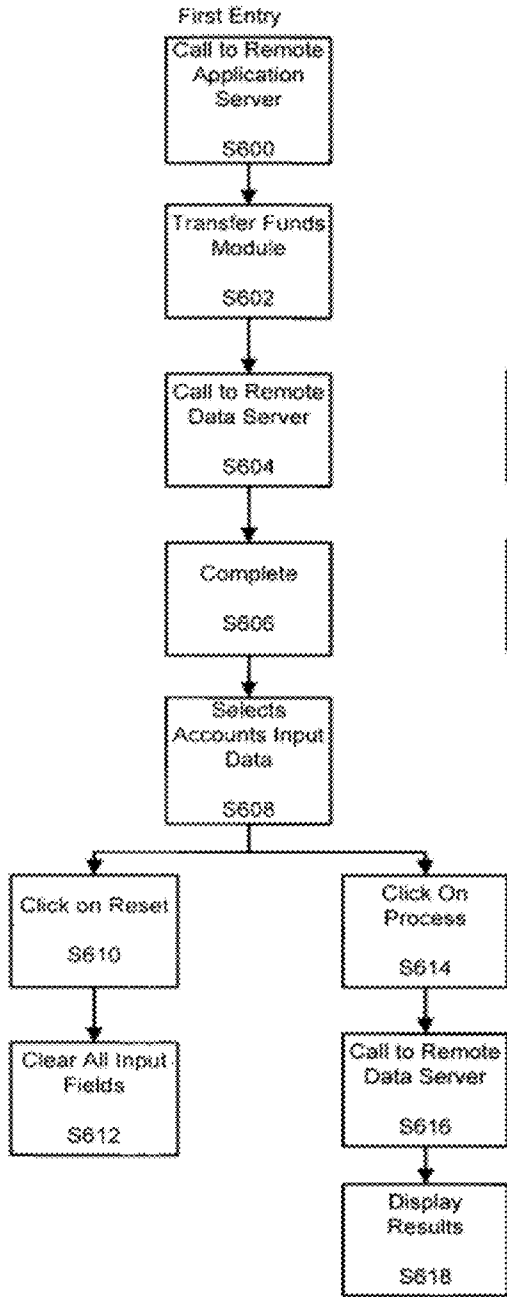 First Entry
Call to Remote
Application
Server
S600
Transfer Funds
Module
S602
Call to Remote
Data Server
S604
Complete
S606
Selects
Accounts Input
Data
S608
Click on Reset
S610
Clear All Input
Fields
S612
Click On
Process
S614
Call to Remote
Data Server
S616
Display
Results
S618